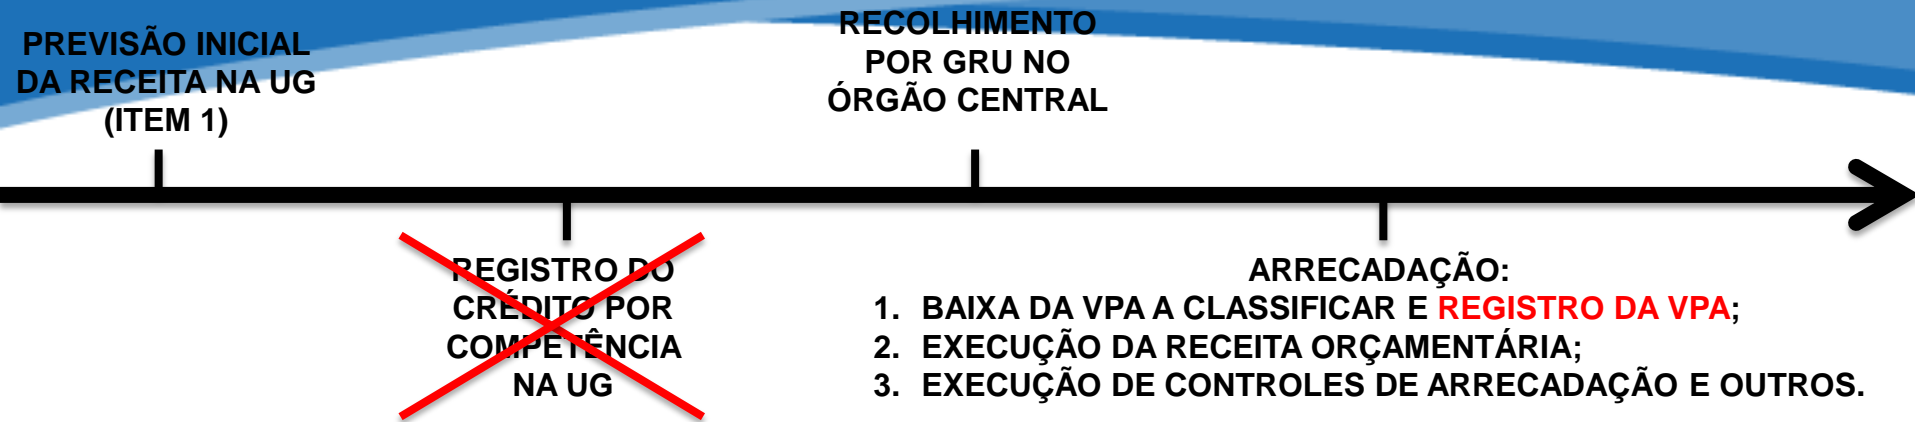 PREVISÃO INICIAL
DA RECEITA NA UG
(ITEM 1)
RECOLHIMENTO
POR GRU NO
ÓRGÃO CENTRAL
REGISTRO DO
CRÉDITO POR
COMPETÊNCIA
NA UG
ARRECADAÇÃO:
1. BAIXA DA VPA A CLASSIFICAR E REGISTRO DA VPA;
2. EXECUÇÃO DA RECEITA ORÇAMENTÁRIA;
3. EXECUÇÃO DE CONTROLES DE ARRECADAÇÃO E OUTROS.